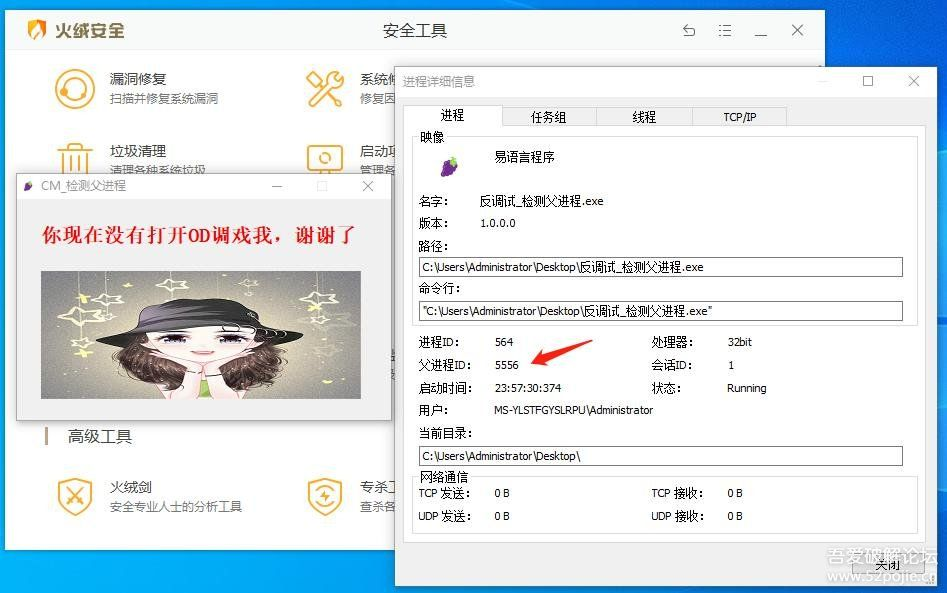 火绒安全
安全工具
漏洞修复
扫描并修复系统漏洞
垃圾清理
清理各种系统垃圾
启动项
CM_检测父进程
你现在没有打开OD调戏我，谢谢了
高级工具
火绒剑
安全专业人士的分析工具
进程详细信息
进程
任务组
线程
TCP/IP
映像
易语言程序
名字： 反调试_检测父进程.exe
版本： 1.0.0.0
路径：
C:\Users\Administrator\Desktop\反调试_检测父进程.exe
命令行：
"C:\Users\Administrator\Desktop\反调试_检测父进程.exe"
进程ID： 564 处理器： 32bit
父进程ID： 5556 会话ID： 1
启动时间： 23:57:30:374 状态： Running
用户： MS-YLSTFGYSLRPU\Administrator
当前目录：
C:\Users\Administrator\Desktop\
网络通信
TCP 发送： 0 B TCP 接收： 0 B
UDP 发送： 0 B UDP 接收： 0 B
关闭
吾爱破解论坛
www.52pojie.cn